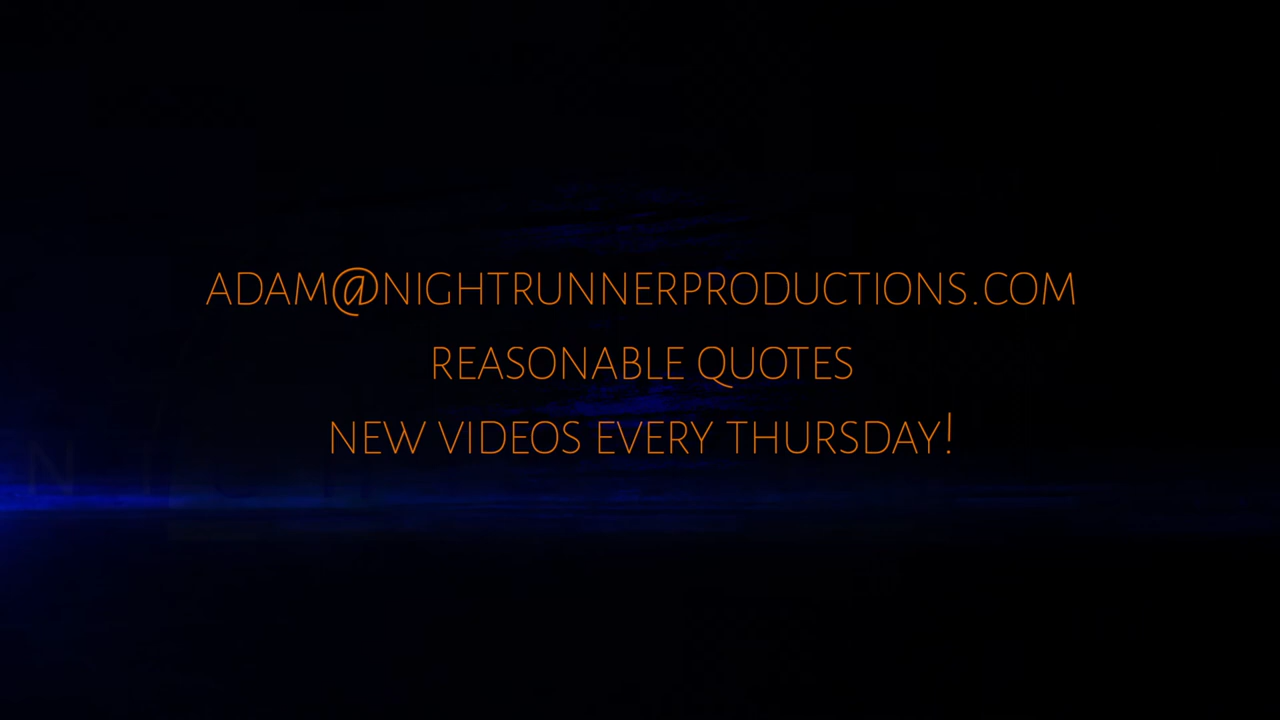 ADAM@NIGHTRUNNERPRODUCTIONS.COM
REASONABLE QUOTES
NEW VIDEOS EVERY THURSDAY!